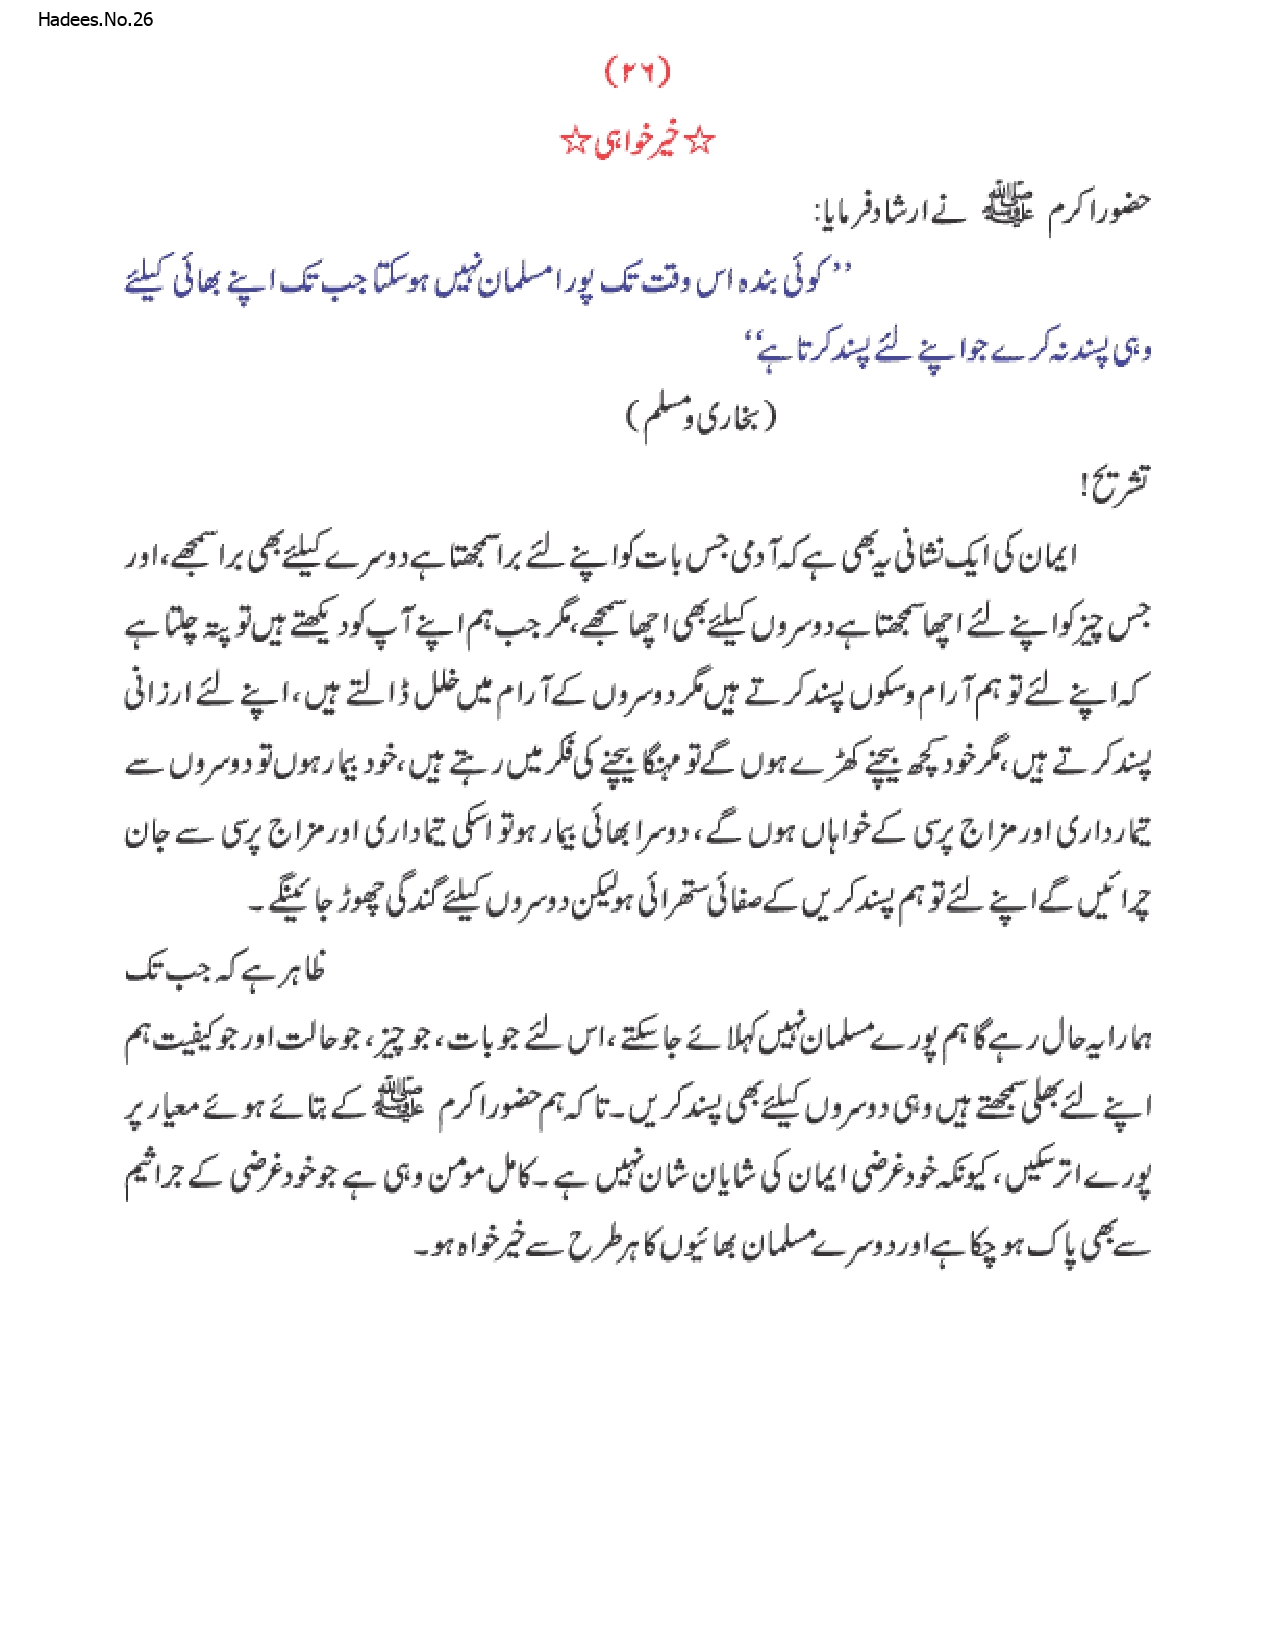 Hadees.No.26
(۲۶)
☆خیر خواہی☆
حضور اکرم ﷺ نے ارشاد فرمایا:
’’کوئی بندہ اس وقت تک پورا مسلمان نہیں ہوسکتا جب تک اپنے بھائی کیلئے
وہی پسند نہ کرے جو اپنے لئے پسند کرتا ہے‘‘
(بخاری و مسلم)
تشریح!
ایمان کی ایک نشانی یہ بھی ہے کہ آدمی جس بات کو اپنے لئے برا سمجھتا ہے دوسرے کیلئے بھی برا سمجھے، اور
جس چیز کو اپنے لئے اچھا سمجھتا ہے دوسروں کیلئے بھی اچھا سمجھے، مگر جب ہم اپنے آپ کو دیکھتے ہیں تو پتہ چلتا ہے
کہ اپنے لئے تو ہم آرام و سکوں پسند کرتے ہیں مگر دوسروں کے آرام میں خلل ڈالتے ہیں، اپنے لئے ارزانی
پسند کرتے ہیں، مگر خود کچھ بیچنے کھڑے ہوں گے تو مہنگا بیچنے کی فکر میں رہتے ہیں، خود بیمار ہوں تو دوسروں سے
تیمارداری اور مزاج پرسی کے خواہاں ہوں گے، دوسرا بھائی بیمار ہو تو اسکی تیماداری اور مزاج پرسی سے جان
چرائیں گے اپنے لئے تو ہم پسند کریں کے صفائی ستھرائی ہو لیکن دوسروں کیلئے گندگی چھوڑ جائینگے۔
ظاہر ہے کہ جب تک
ہمارا یہ حال رہے گا ہم پورے مسلمان نہیں کہلائے جاسکتے، اس لئے جو بات، جو چیز، جو حالت اور جو کیفیت ہم
اپنے لئے بھلی سمجھتے ہیں وہی دوسروں کیلئے بھی پسند کریں۔ تاکہ ہم حضور اکرم ﷺ کے بتائے ہوئے معیار پر
پورے اتر سکیں، کیونکہ خود غرضی ایمان کی شایان شان نہیں ہے۔ کامل مومن وہی ہے جو خود غرضی کے جراثیم
سے بھی پاک ہوچکا ہے اور دوسرے مسلمان بھائیوں کا ہر طرح سے خیر خواہ ہو۔